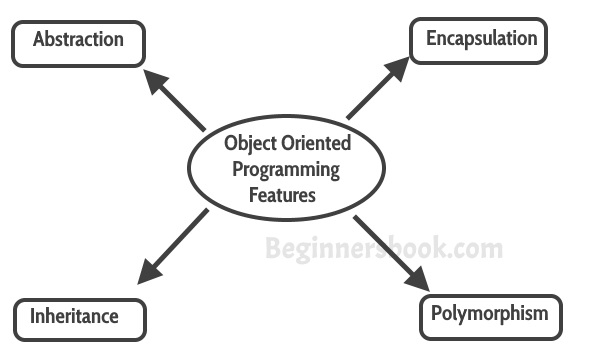 Abstraction
Encapsulation
Object Oriented
Programming
Features
Beginnersbook.com
Inheritance
Polymorphism